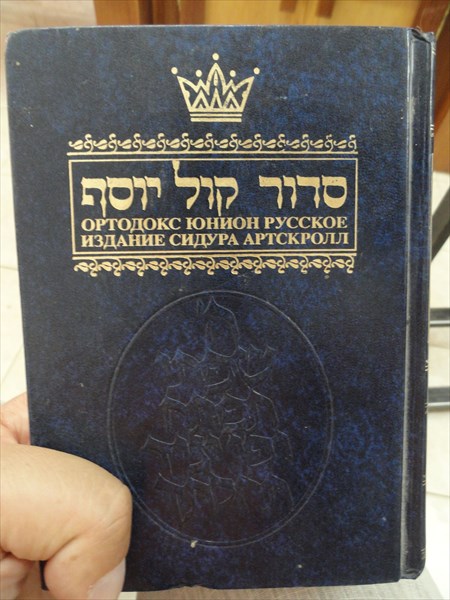 סדור קול יוסף
ОРТОДОКС ЮНИОН РУССКОЕ
ИЗДАНИЕ СИДУРА АРТСКРОЛЛ